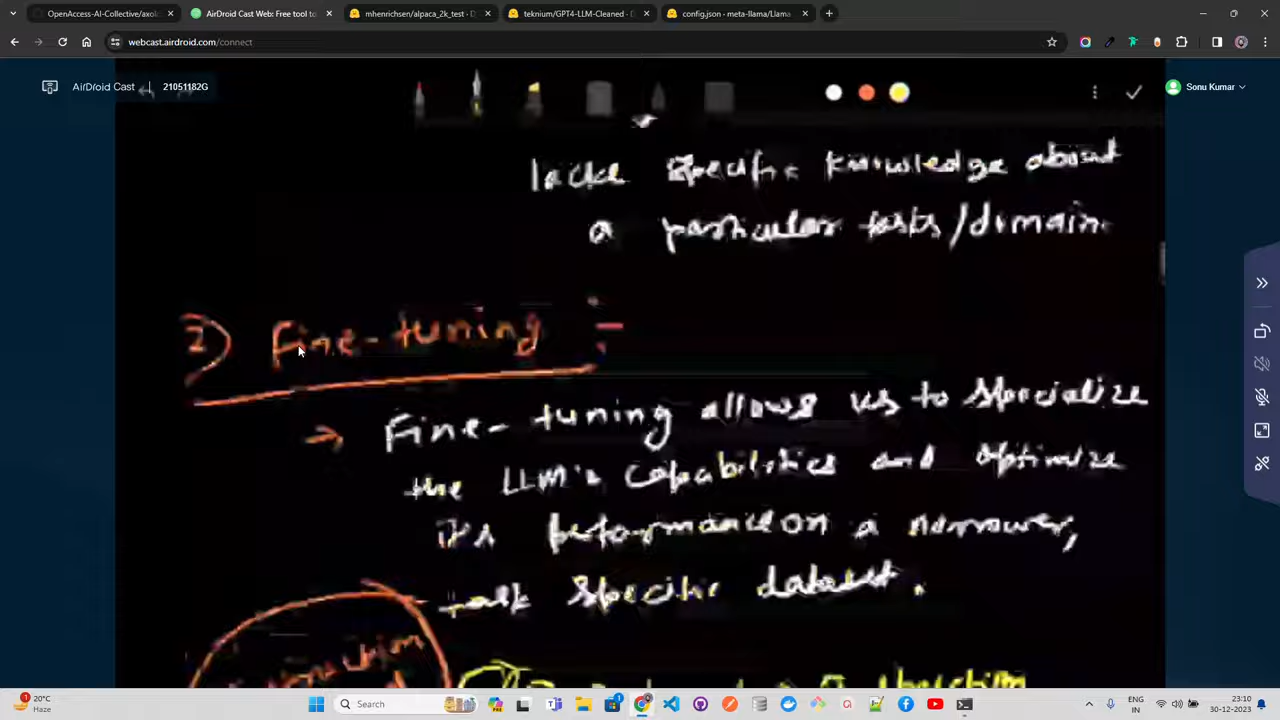 OpenAccess-AI-Collective/axolo
AirDroid Cast Web: Free tool to
mhenrichsen/alpaca_2k_test · D
teknium/GPT4-LLM-Cleaned · D
config.json · meta-llama/Llama
webcast.airdroid.com/connect
AirDroid Cast
21051182G
Sonu Kumar
lacks specific knowledge about
a particular tasks/domain.
2) Fine-tuning :-
→ Fine-tuning allows us to specialize
the LLM's capabilities and optimize
its performance on a narrower,
task specific dataset.
1
20°C
Haze
Search
ENG
IN
23:10
30-12-2023